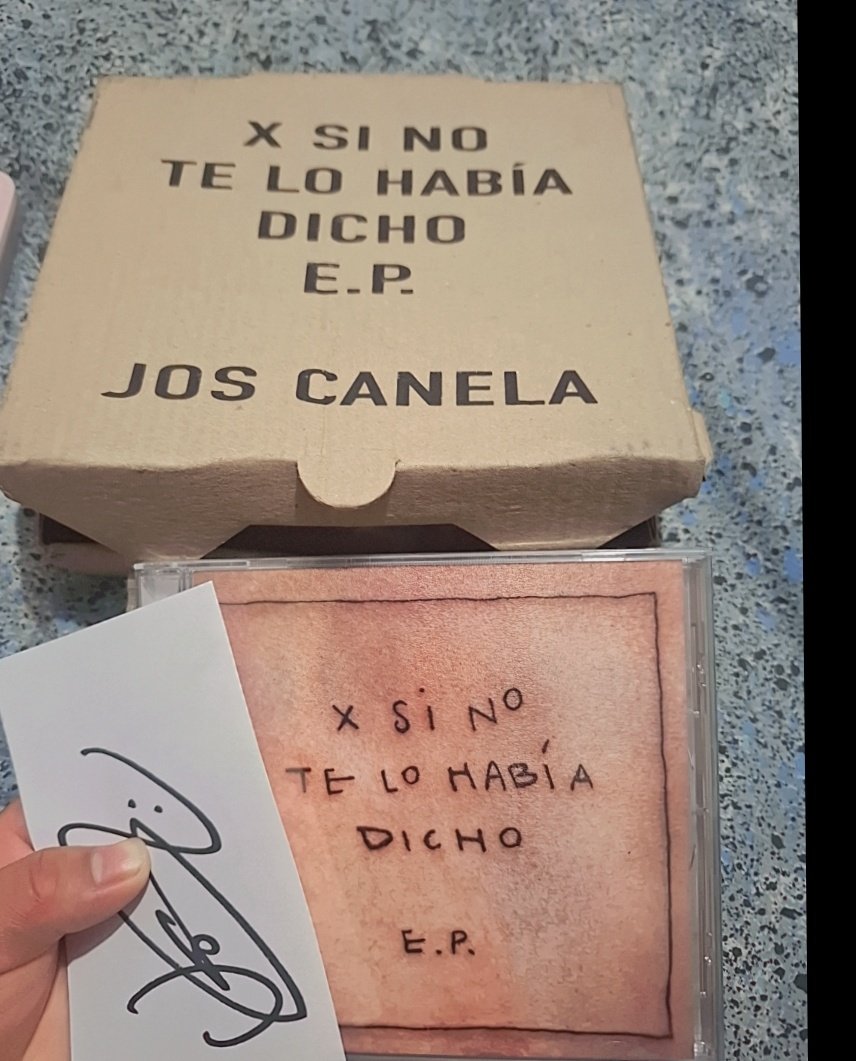 X SI NO
TE LO HABÍA
DICHO
E.P.
JOS CANELA
X Si NO
TE LO HABÍA
DICHO
E.P.